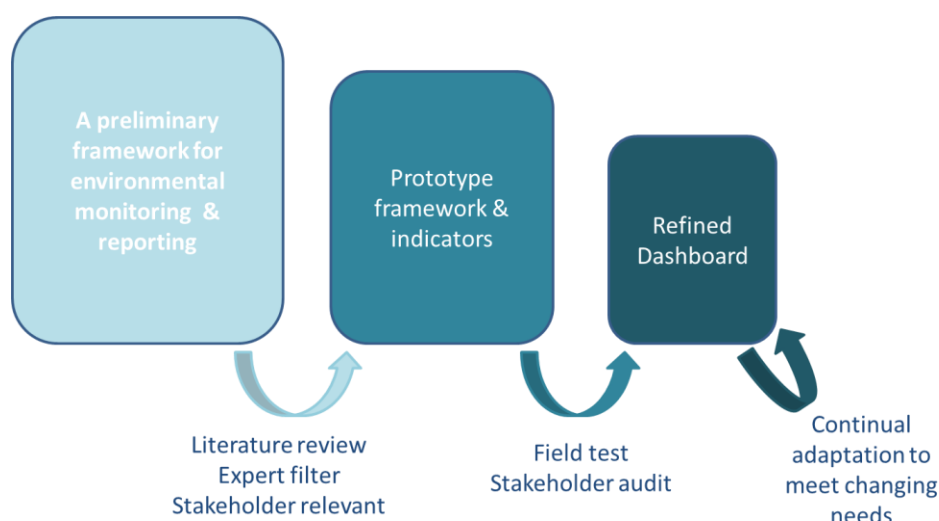 A preliminary
framework for
environmental
monitoring & 
reporting
Prototype
framework &
indicators
Refined
Dashboard
Literature review
Expert filter
Stakeholder relevant
Field test
Stakeholder audit
Continual
adaptation to
meet changing
needs